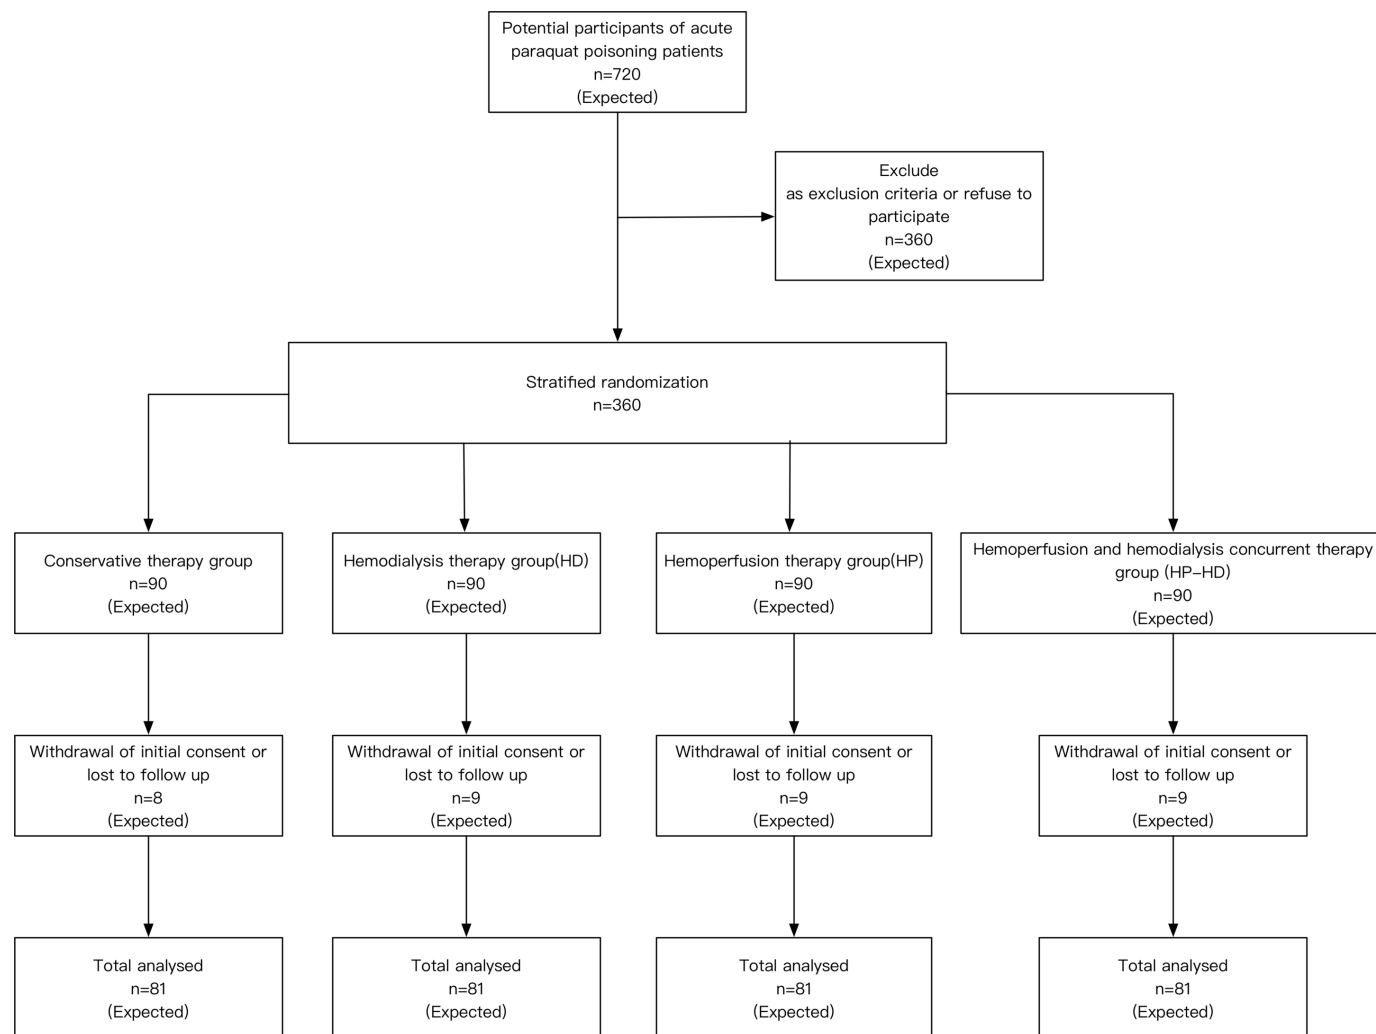 Potential participants of acute
paraquat poisoning patients
n=720
(Expected)
Exclude
as exclusion criteria or refuse to
participate
n=360
(Expected)
Stratified randomization
n=360
Conservative therapy group
n=90
(Expected)
Hemodialysis therapy group(HD)
n=90
(Expected)
Hemoperfusion therapy group(HP)
n=90
(Expected)
Hemoperfusion and hemodialysis concurrent therapy
group (HP-HD)
n=90
(Expected)
Withdrawal of initial consent or
lost to follow up
n=8
(Expected)
Withdrawal of initial consent or
lost to follow up
n=9
(Expected)
Withdrawal of initial consent or
lost to follow up
n=9
(Expected)
Withdrawal of initial consent or
lost to follow up
n=9
(Expected)
Total analysed
n=81
(Expected)
Total analysed
n=81
(Expected)
Total analysed
n=81
(Expected)
Total analysed
n=81
(Expected)